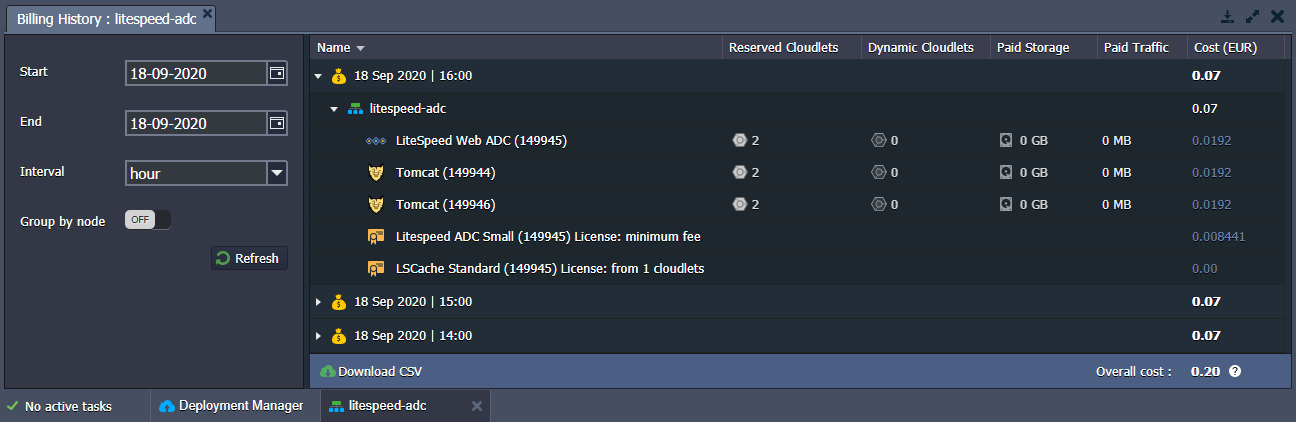 Billing History : litespeed-adc
Start
18-09-2020
End
18-09-2020
Interval
hour
Group by node
OFF
Refresh
Name Reserved Cloudlets Dynamic Cloudlets Paid Storage Paid Traffic Cost (EUR)
18 Sep 2020 | 16:00 0.07
litespeed-adc 0.07
LiteSpeed Web ADC (149945) 2 0 0 GB 0 MB 0.0192
Tomcat (149944) 2 0 0 GB 0 MB 0.0192
Tomcat (149946) 2 0 0 GB 0 MB 0.0192
Litespeed ADC Small (149945) License: minimum fee 0.008441
LSCache Standard (149945) License: from 1 cloudlets 0.00
18 Sep 2020 | 15:00 0.07
18 Sep 2020 | 14:00 0.07
Download CSV Overall cost : 0.20 ?
No active tasks Deployment Manager litespeed-adc